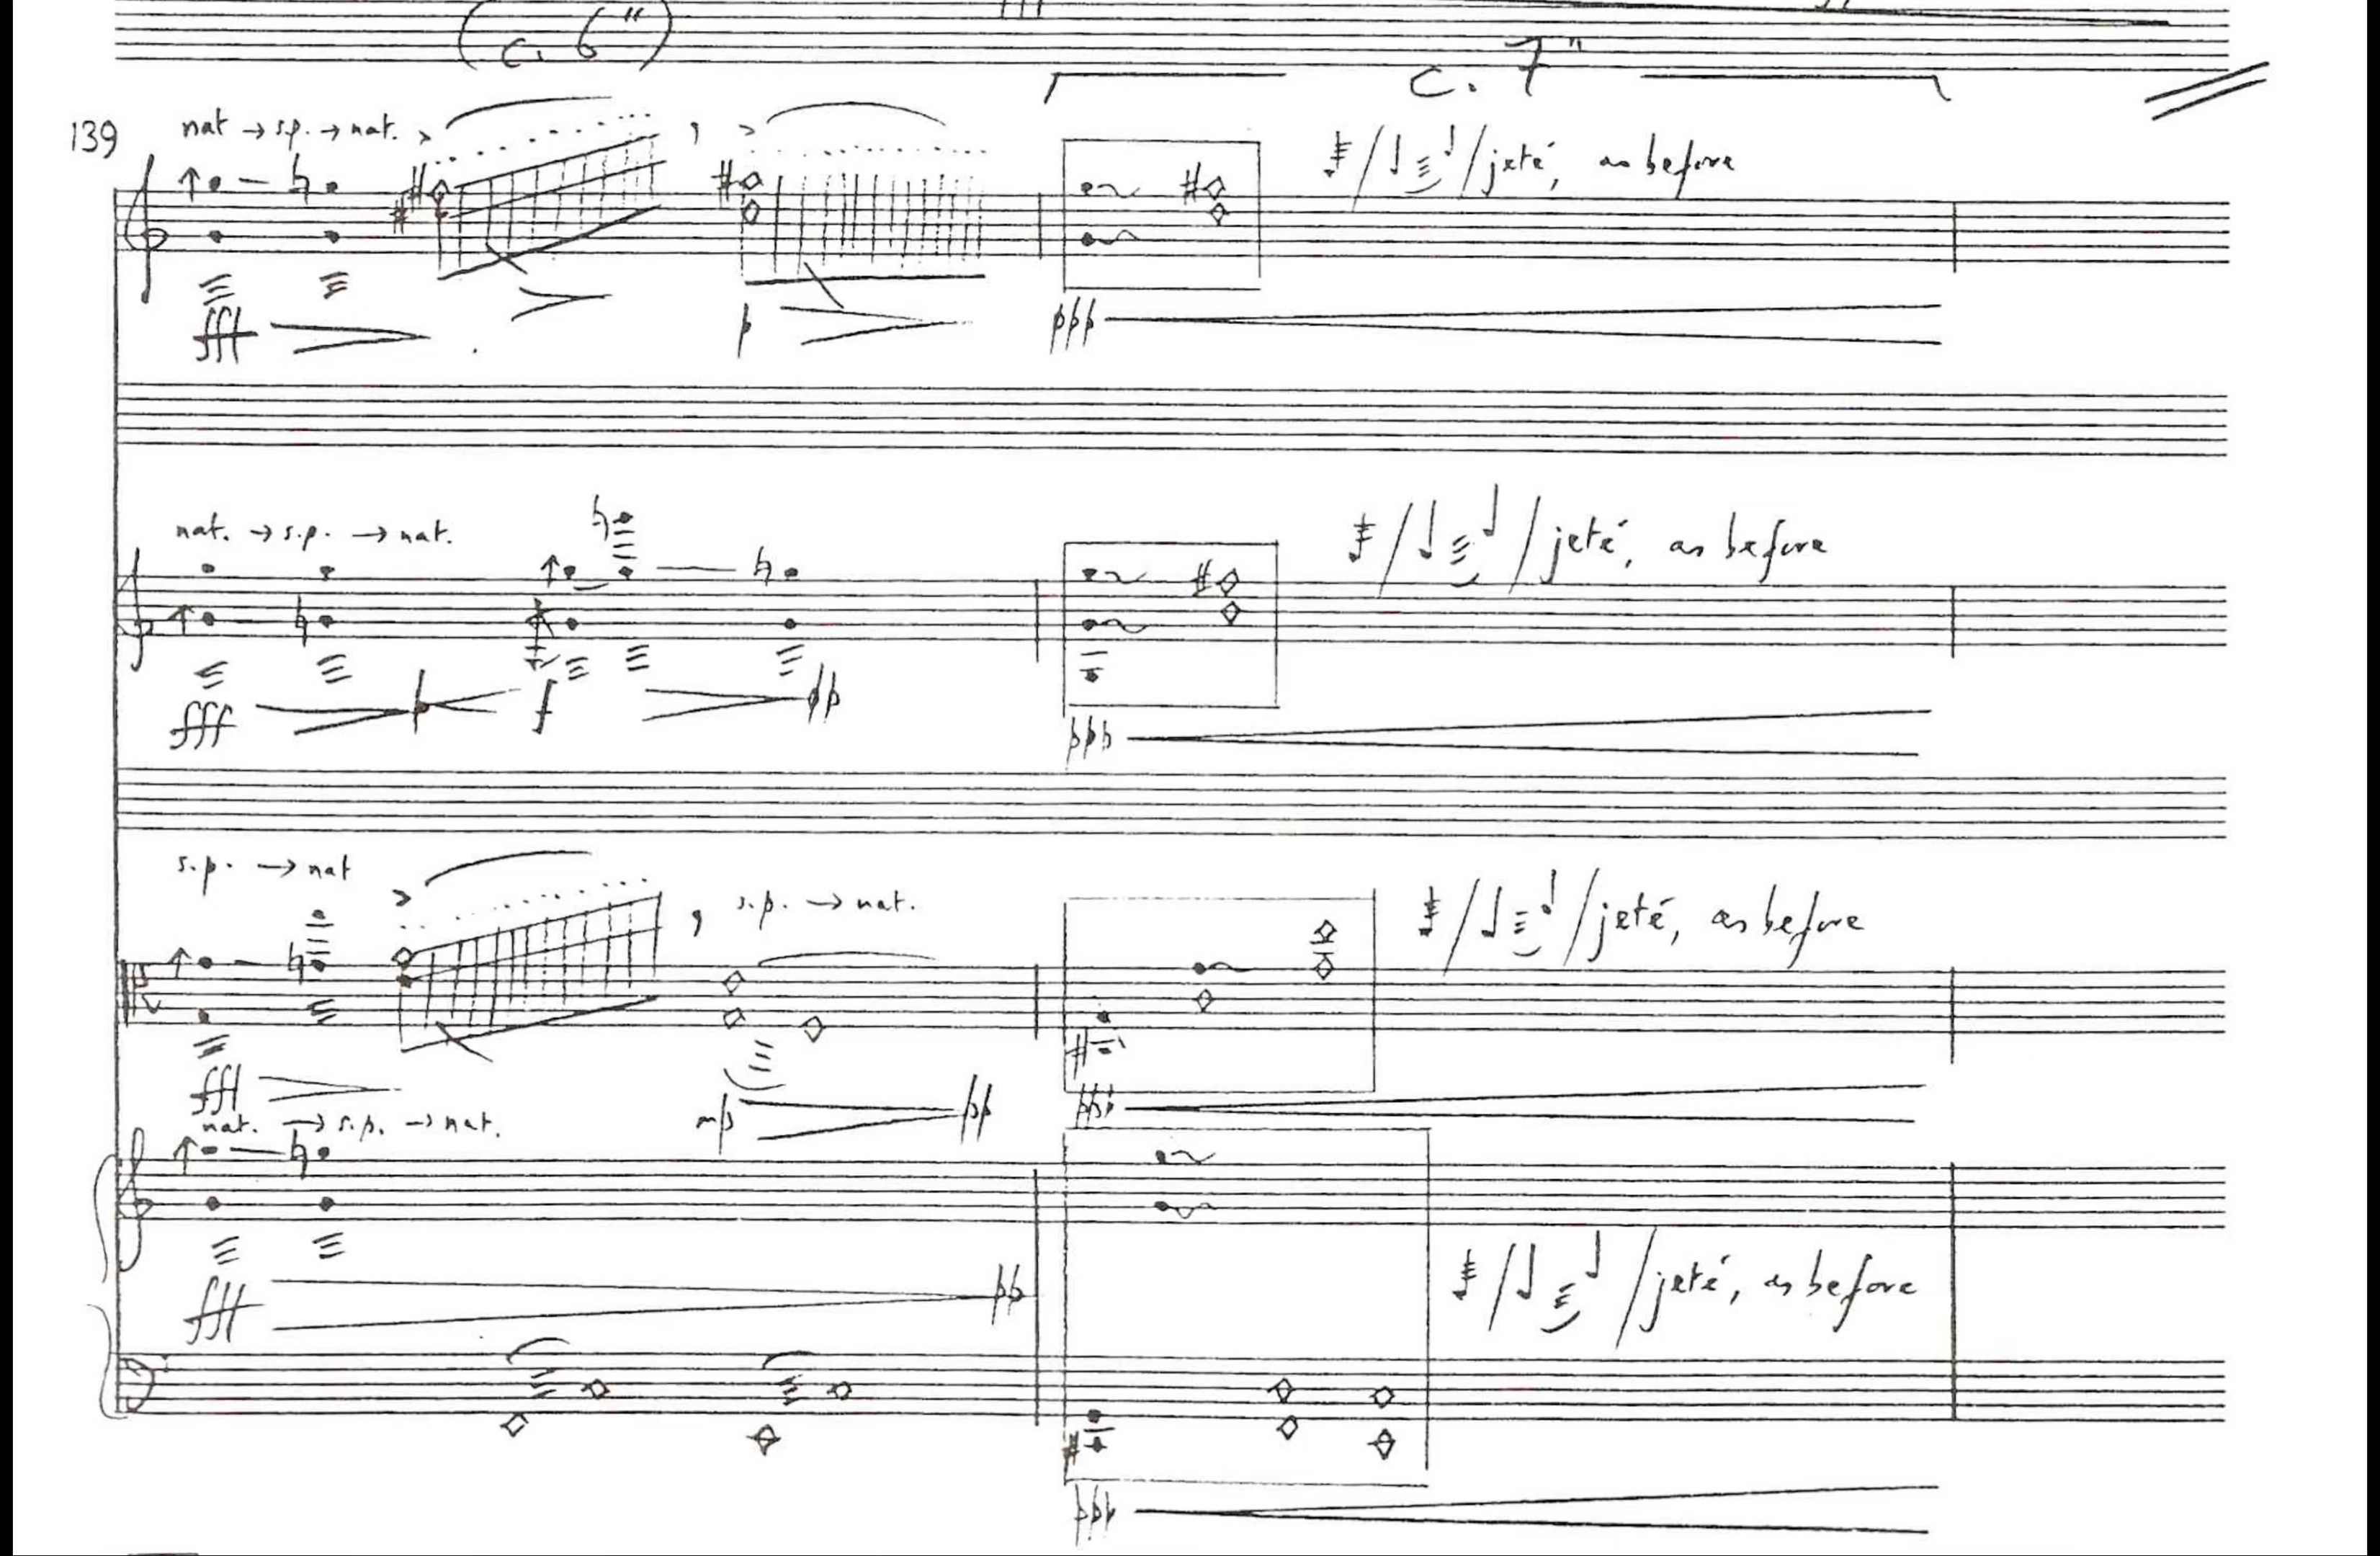 (c. 6")
c. 7"
139
nat → s.p. → nat.
/ jeté, as before
fff
p
ppp
nat. → s.p. → nat.
/ jeté, as before
fff
p
f
pp
ppp
s.p. → nat
s.p. → nat.
/ jeté, as before
fff
mp
pp
ppp
nat. → s.p. → nat.
fff
pp
/ jeté, as before
ppp